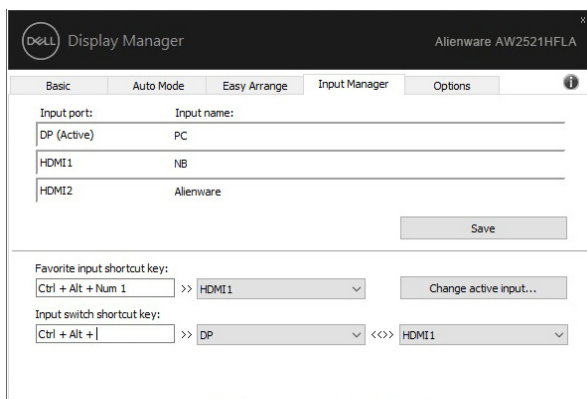 DELL Display Manager Alienware AW2521HFLA
x
Basic Auto Mode Easy Arrange Input Manager Options i
Input port: Input name:
DP (Active) PC
HDMI1 NB
HDMI2 Alienware
Save
Favorite input shortcut key:
Ctrl + Alt + Num 1 >> HDMI1 Change active input...
Input switch shortcut key:
Ctrl + Alt + >> DP <<>> HDMI1